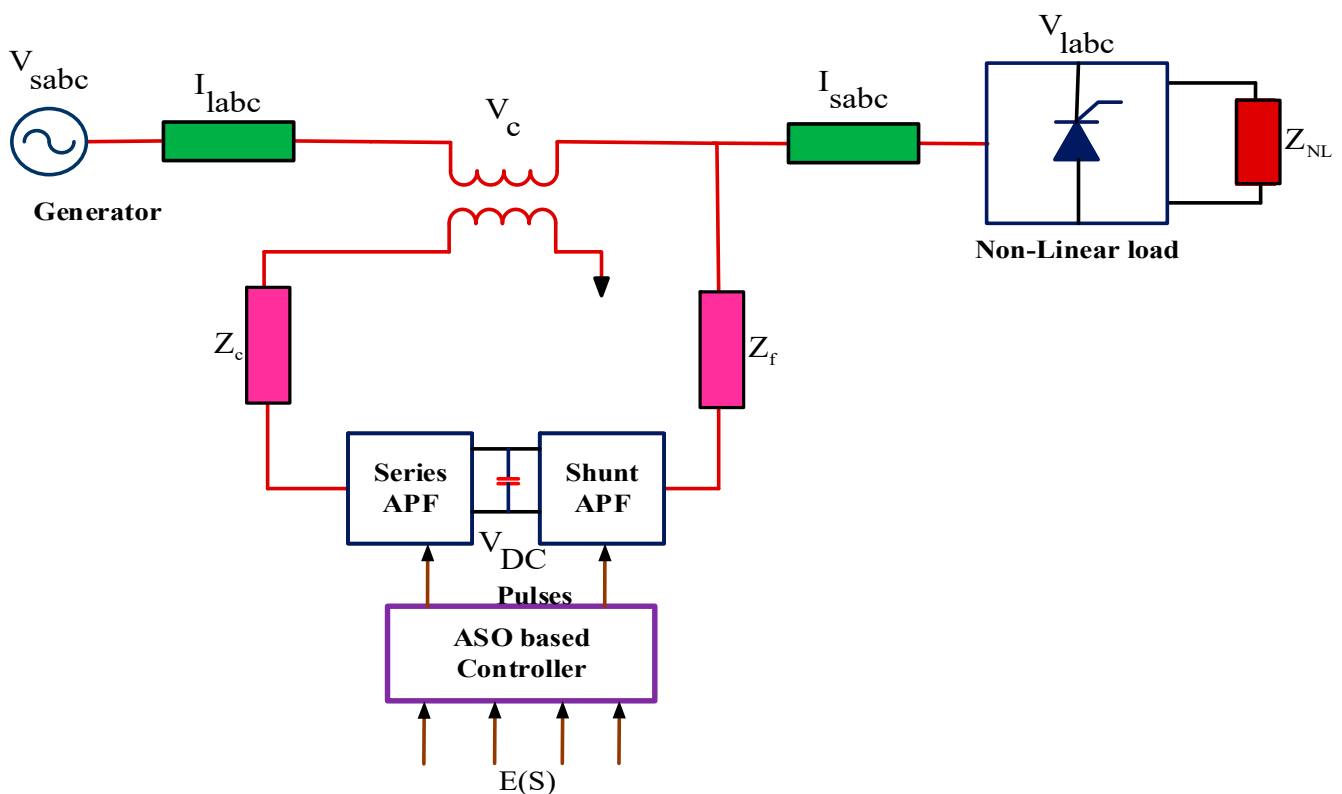 V_sabc
I_labc
V_c
I_sabc
V_labc
Z_NL
Generator
Non-Linear load
Z_c
Z_f
Series
APF
Shunt
APF
V_DC
Pulses
ASO based
Controller
E(S)